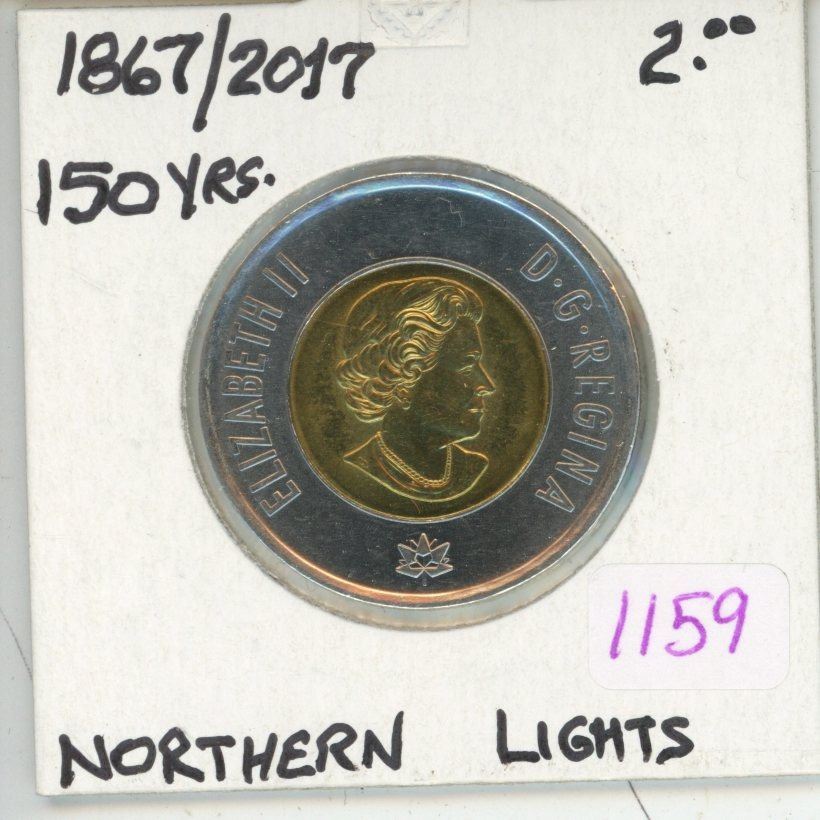 1867/2017 2.00
150 YRS.
ELIZABETH II D·G·REGINA
1159
NORTHERN LIGHTS